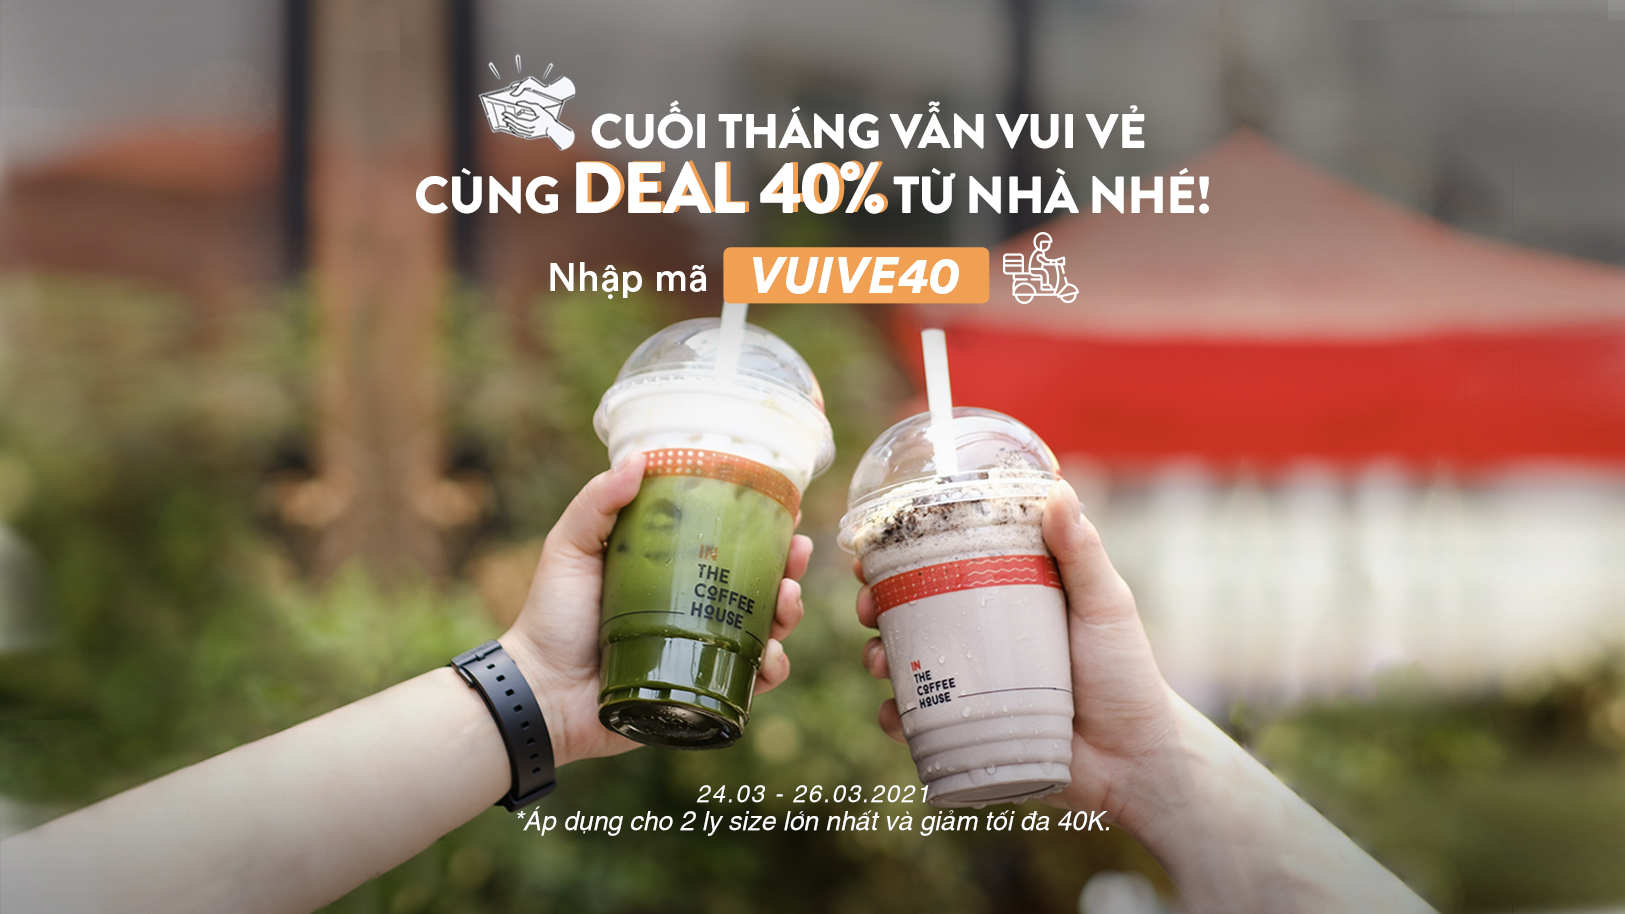 CUỐI THÁNG VẪN VUI VẺ
CÙNG DEAL 40% TỪ NHÀ NHÉ!
Nhập mã VUIVE40
IN
THE
COFFEE
HOUSE
IN
THE
COFFEE
HOUSE
24.03 - 26.03.2021
*Áp dụng cho 2 ly size lớn nhất và giảm tối đa 40K.